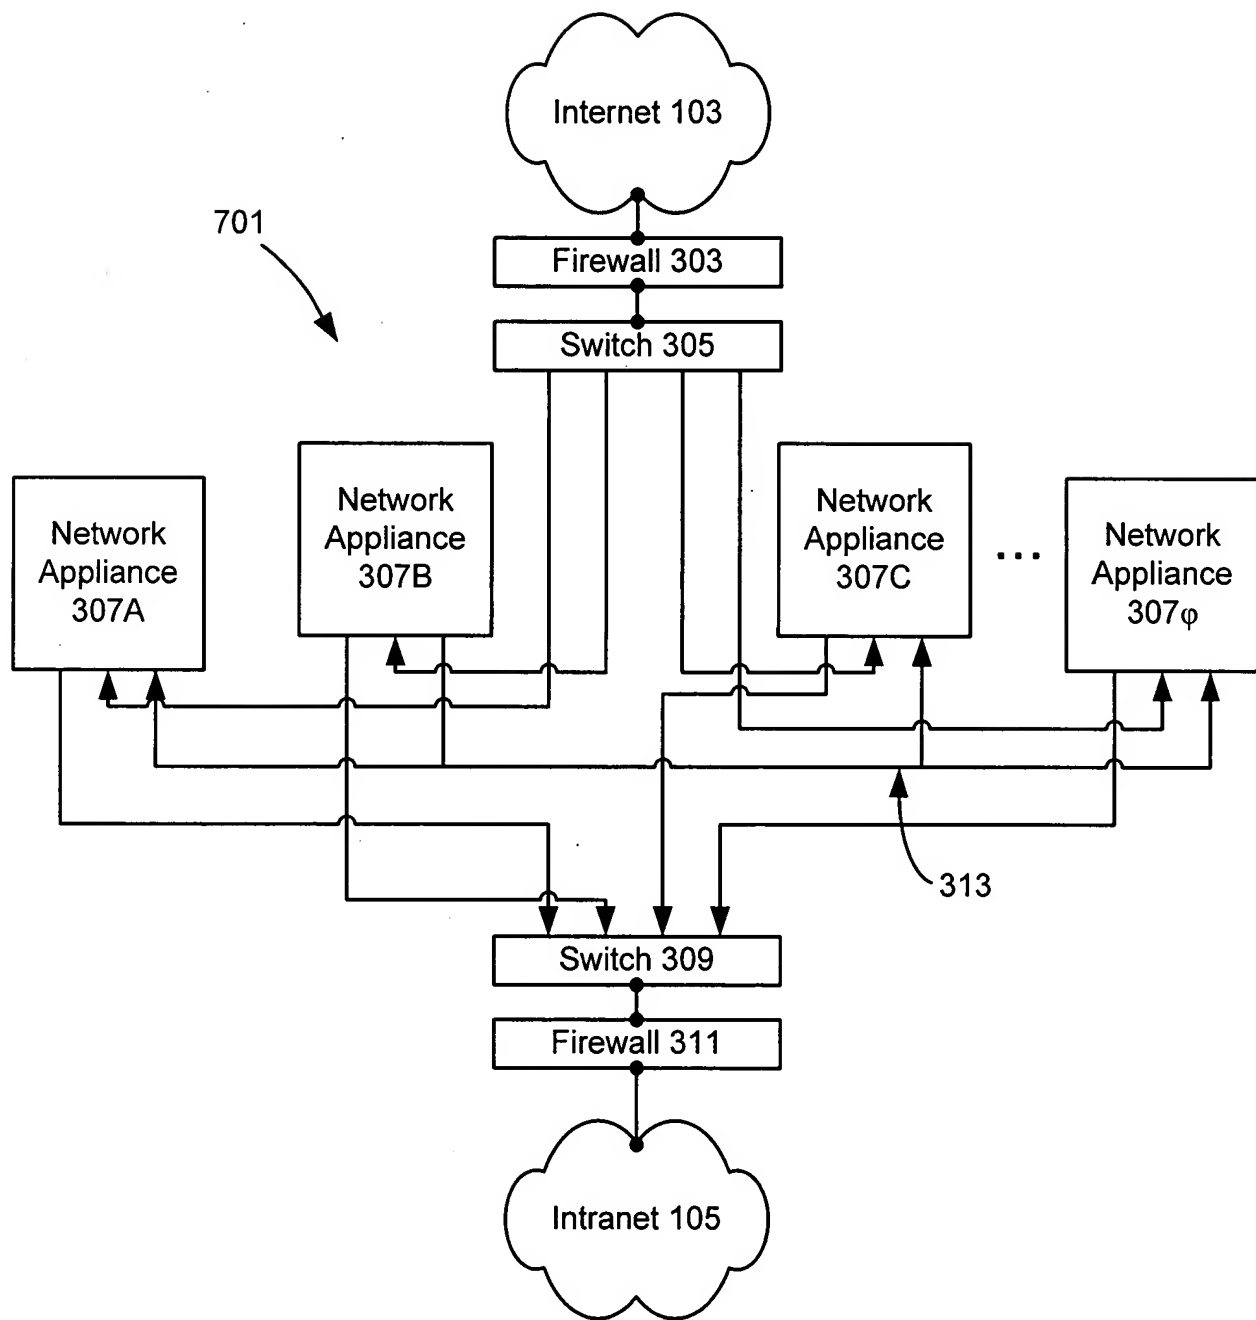 Internet 103
701
Firewall 303
Switch 305
Network
Appliance
307A
Network
Appliance
307B
Network
Appliance
307C
...
Network
Appliance
307φ
313
Switch 309
Firewall 311
Intranet 105